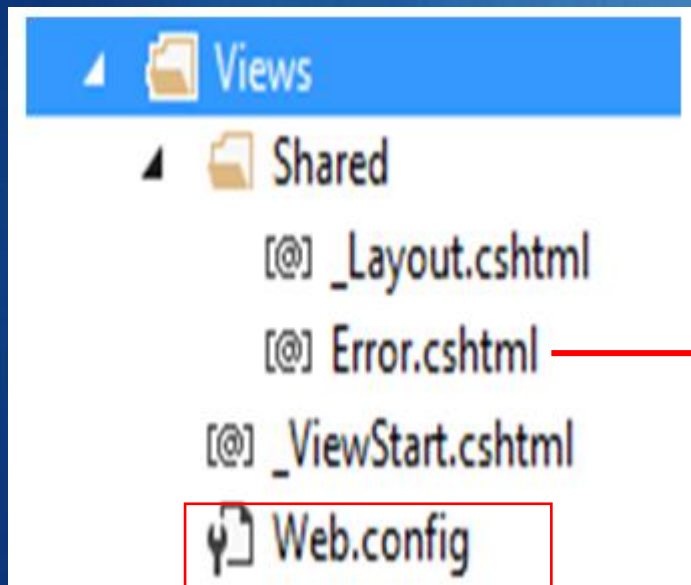 Views
Shared
[@] _Layout.cshtml
[@] Error.cshtml
[@] _ViewStart.cshtml
Web.config